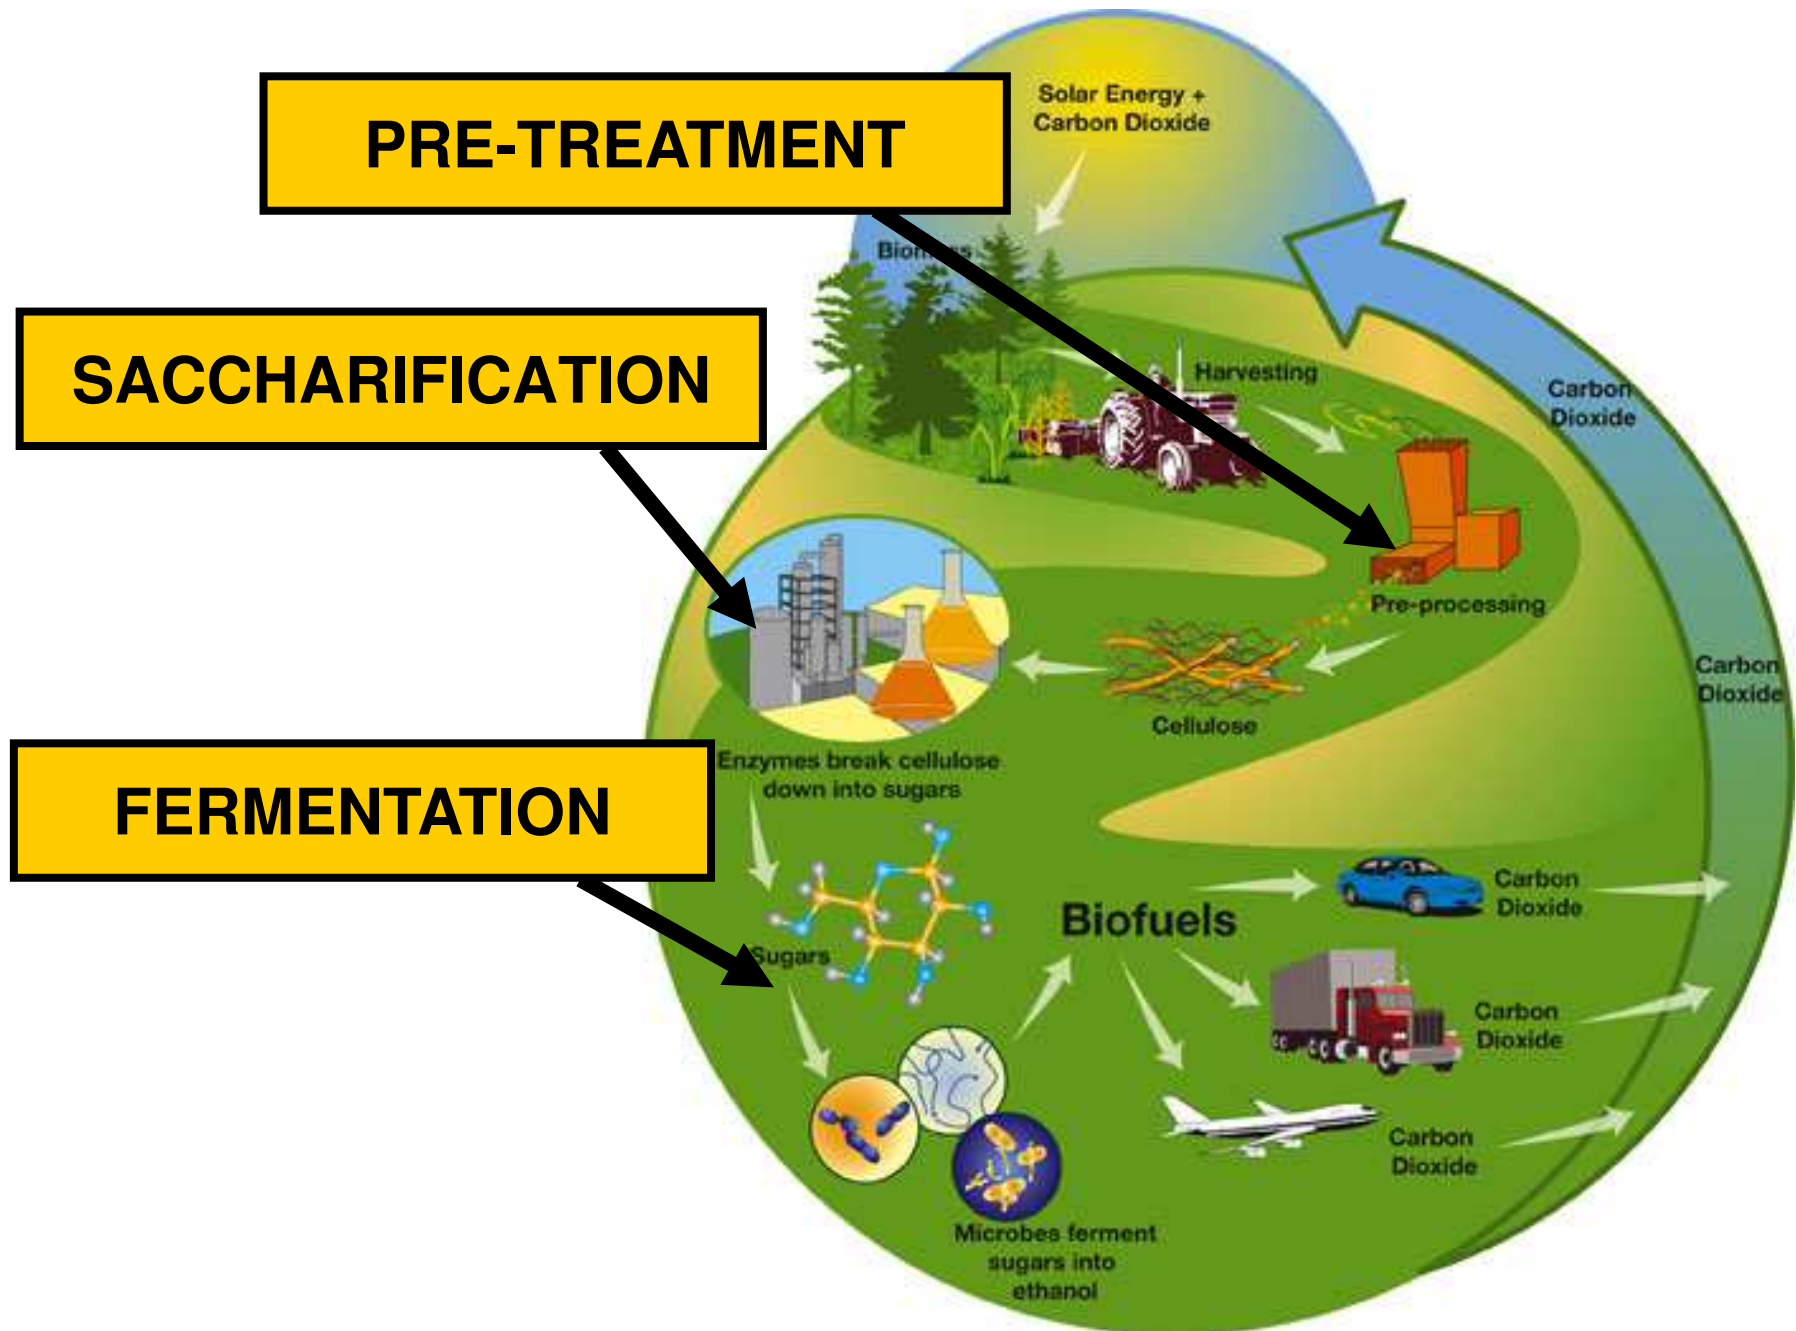 PRE-TREATMENT
Solar Energy +
Carbon Dioxide
Biomass
SACCHARIFICATION
Harvesting
Carbon
Dioxide
Pre-processing
Carbon
Dioxide
Cellulose
Enzymes break cellulose
down into sugars
FERMENTATION
Biofuels
Carbon
Dioxide
Sugars
Carbon
Dioxide
Carbon
Dioxide
Microbes ferment
sugars into
ethanol